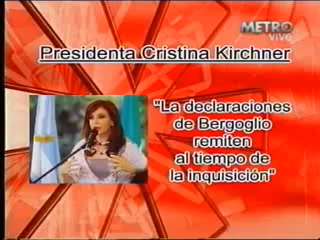 METRO
VIVO
Presidenta Cristina Kirchner
"La declaraciones
de Bergoglio
remiten
al tiempo de
la inquisición"